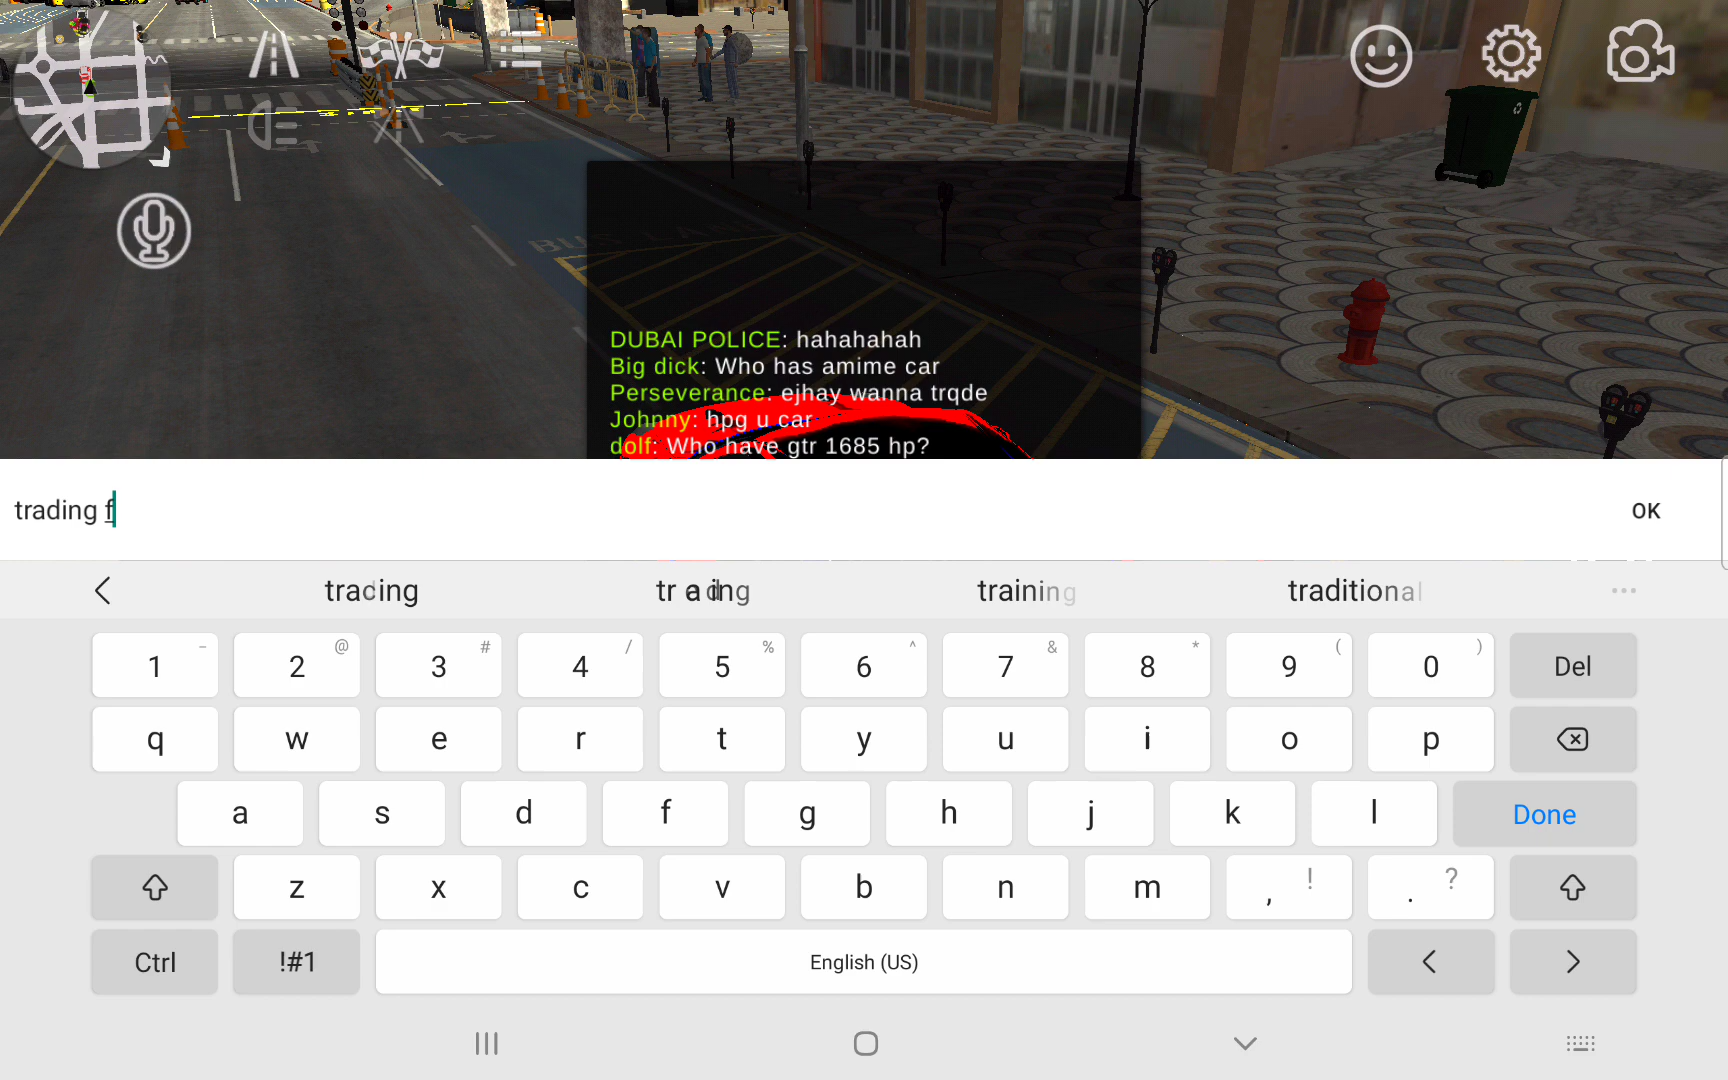 DUBAI POLICE: hahahahah
Big dick: Who has amime car
Perseverance: ejhay wanna trqde
Johnny: hpg u car
dolf: Who have gtr 1685 hp?
trading f
OK
trading training traditional
1 - 2 @ 3 # 4 / 5 % 6 ^ 7 & 8 * 9 ( 0 ) Del
q w e r t y u i o p
a s d f g h j k l Done
z x c v b n m , ! . ?
Ctrl !#1 English (US) < >